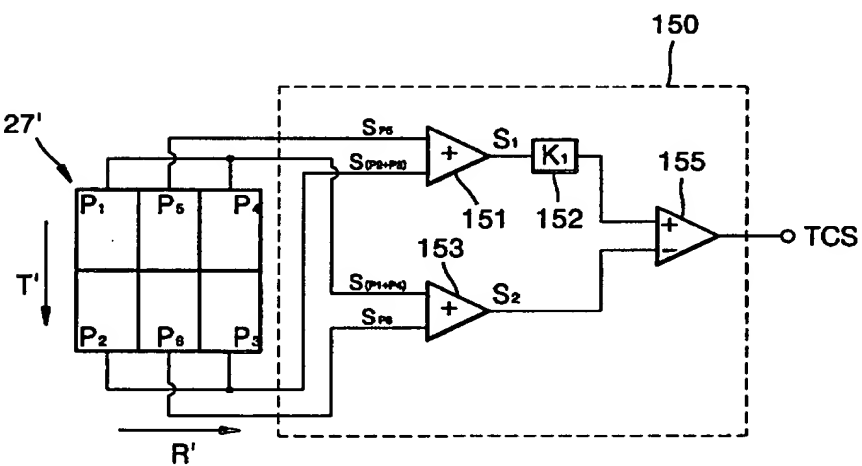 150
27'
SP5
S1
K1
155
S(P2+P3)
P1
P5
P4
151
152
TCS
T'
153
S(P1+P4)
S2
SP6
P2
P6
P3
R'
+
+
+
−